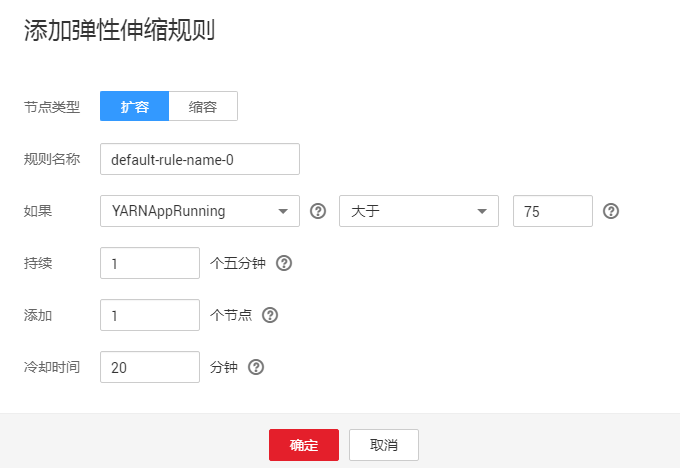 添加弹性伸缩规则
节点类型 扩容 缩容
规则名称 default-rule-name-0
如果 YARNAppRunning ? 大于 75 ?
持续 1 个五分钟 ?
添加 1 个节点 ?
冷却时间 20 分钟 ?
确定 取消